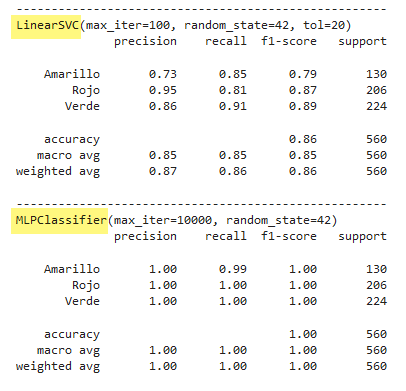 ------------------------------------------------------
LinearSVC(max_iter=100, random_state=42, tol=20)
precision recall f1-score support
Amarillo 0.73 0.85 0.79 130
Rojo 0.95 0.81 0.87 206
Verde 0.86 0.91 0.89 224
accuracy 0.86 560
macro avg 0.85 0.85 0.85 560
weighted avg 0.87 0.86 0.86 560
------------------------------------------------------
MLPClassifier(max_iter=10000, random_state=42)
precision recall f1-score support
Amarillo 1.00 0.99 1.00 130
Rojo 1.00 1.00 1.00 206
Verde 1.00 1.00 1.00 224
accuracy 1.00 560
macro avg 1.00 1.00 1.00 560
weighted avg 1.00 1.00 1.00 560